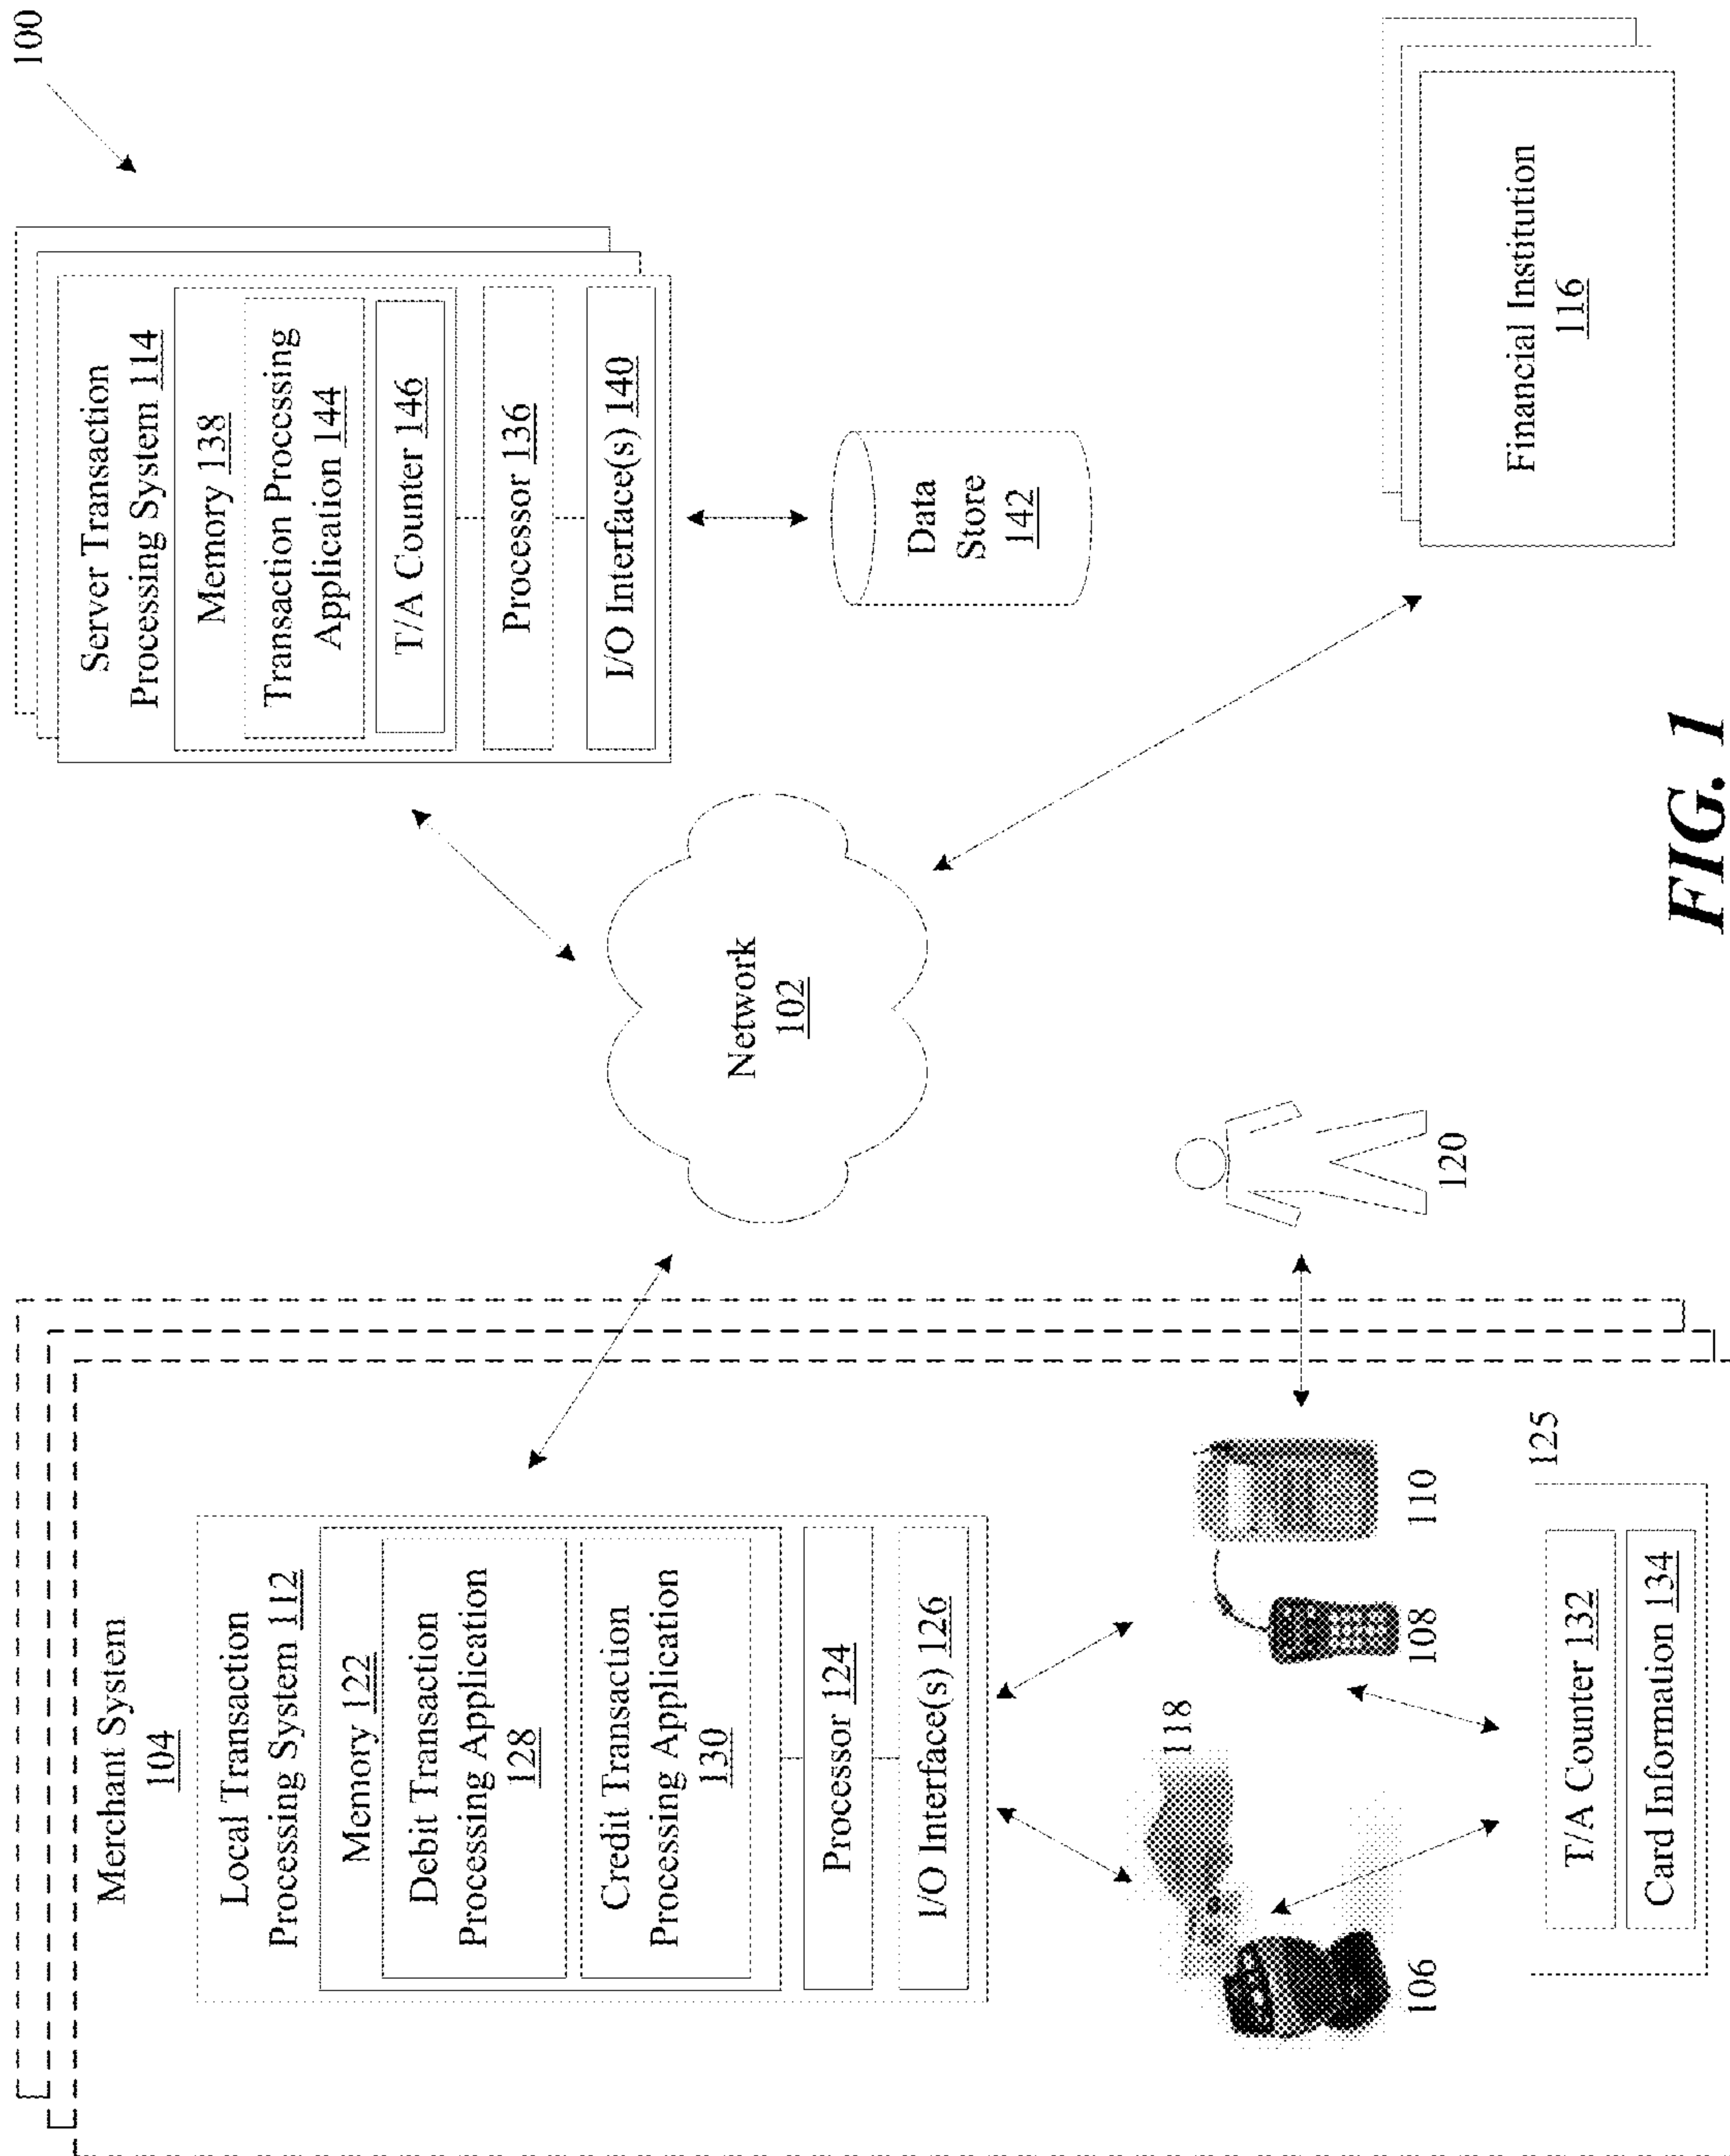 100
Merchant System
104
Local Transaction
Processing System 112
Memory 122
Debit Transaction
Processing Application
128
Credit Transaction
Processing Application
130
Processor 124
I/O Interface(s) 126
118
106
108
110
125
T/A Counter 132
Card Information 134
120
Network
102
Server Transaction
Processing System 114
Memory 138
Transaction Processing
Application 144
T/A Counter 146
Processor 136
I/O Interface(s) 140
Data
Store
142
Financial Institution
116
FIG. 1